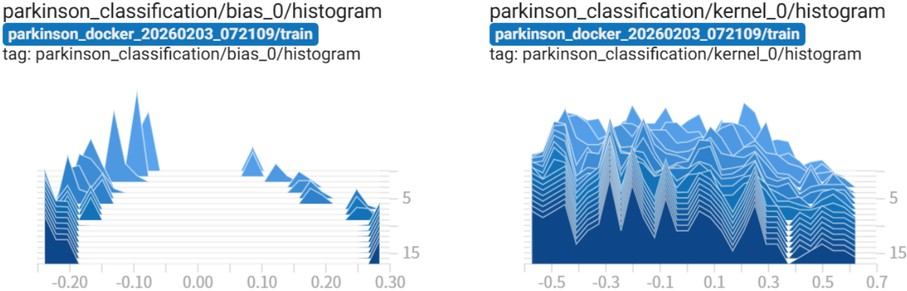 parkinson_classification/bias_0/histogram
parkinson_docker_20260203_072109/train
tag: parkinson_classification/bias_0/histogram
5
15
-0.20 -0.10 0.00 0.10 0.20 0.30
parkinson_classification/kernel_0/histogram
parkinson_docker_20260203_072109/train
tag: parkinson_classification/kernel_0/histogram
5
15
-0.5 -0.3 -0.1 0.1 0.3 0.5 0.7